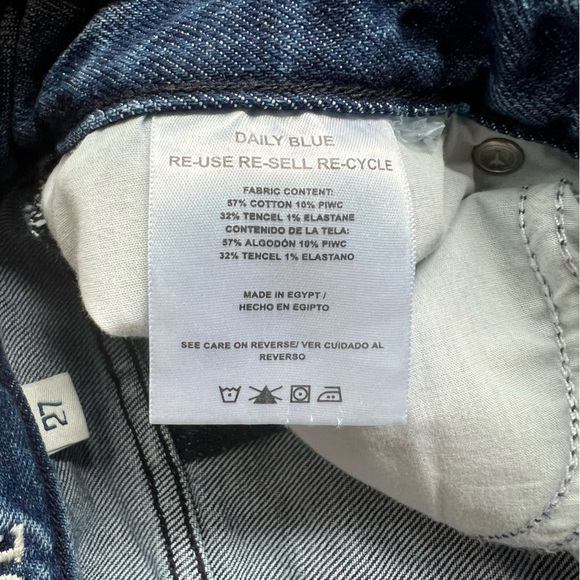 DAILY BLUE
RE-USE RE-SELL RE-CYCLE
FABRIC CONTENT:
57% COTTON 10% PIWC
32% TENCEL 1% ELASTANE
CONTENIDO DE LA TELA:
57% ALGODÓN 10% PIWC
32% TENCEL 1% ELASTANO
MADE IN EGYPT /
HECHO EN EGIPTO
SEE CARE ON REVERSE/ VER CUIDADO AL
REVERSO
27